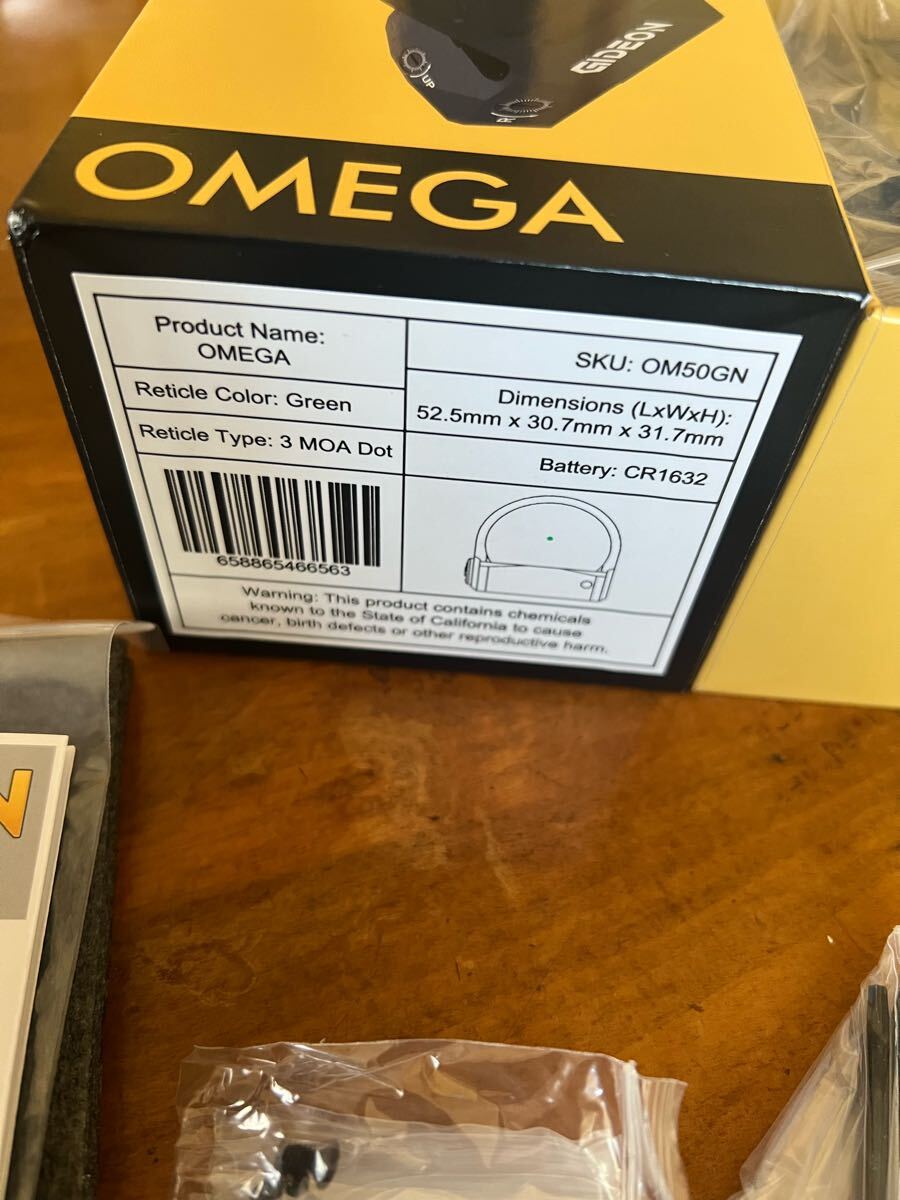 GIDEON
UP
OMEGA
Product Name:
OMEGA
SKU: OM50GN
Reticle Color: Green
Dimensions (LxWxH):
52.5mm x 30.7mm x 31.7mm
Reticle Type: 3 MOA Dot
Battery: CR1632
658865466563
Warning: This product contains chemicals
known to the State of California to cause
cancer, birth defects or other reproductive harm.
N